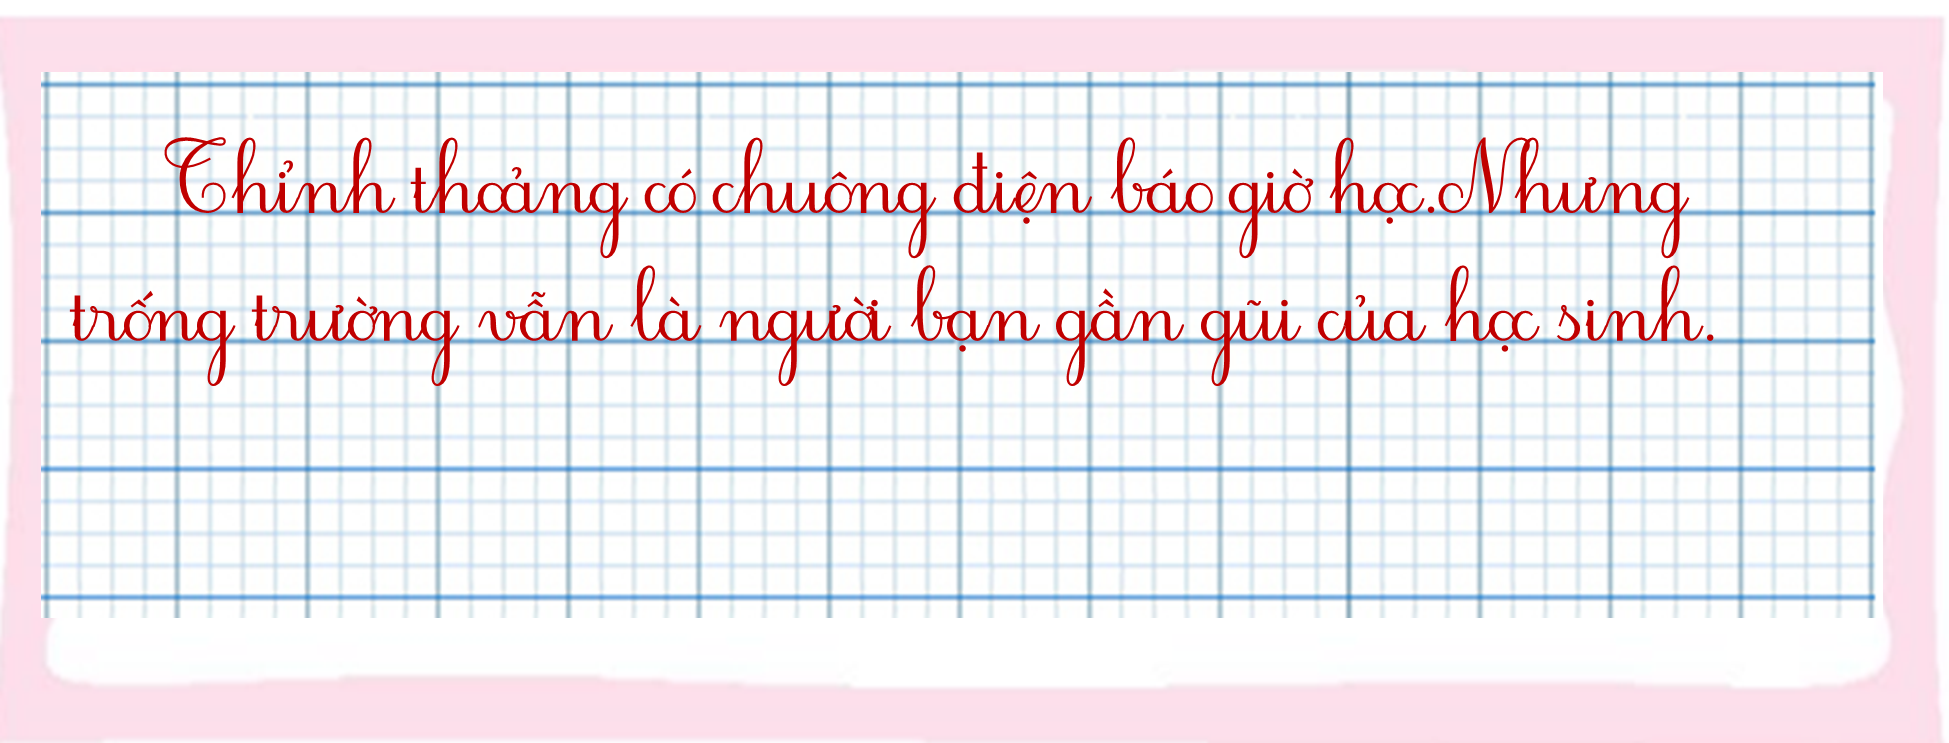 Thỉnh thoảng có chuông điện báo giờ học.Nhưng
trống trường vẫn là người bạn gần gũi của học sinh.